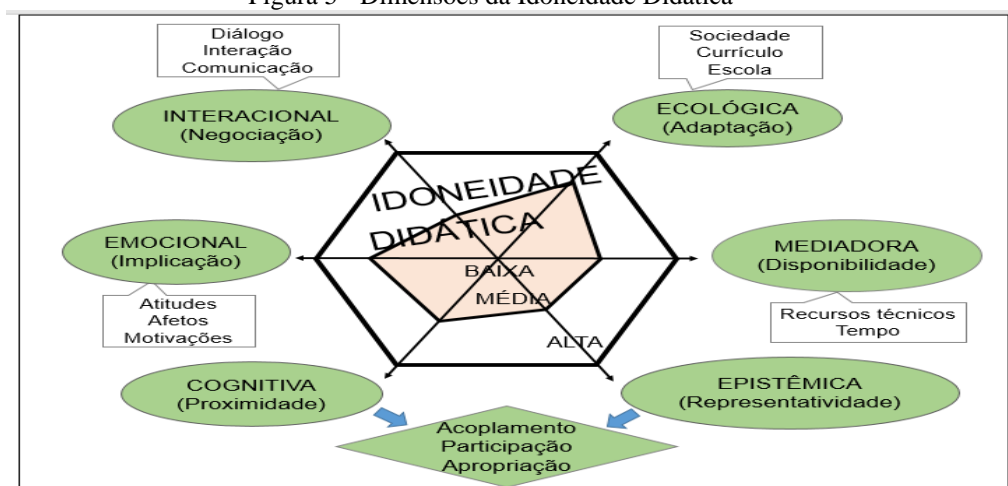 Figura 3 - Dimensões da Idoneidade Didática
Diálogo
Interação
Comunicação
Sociedade
Currículo
Escola
INTERACIONAL
(Negociação)
ECOLÓGICA
(Adaptação)
IDONEIDADE
DIDÁTICA
EMOCIONAL
(Implicação)
BAIXA
MÉDIA
ALTA
MEDIADORA
(Disponibilidade)
Atitudes
Afetos
Motivações
Recursos técnicos
Tempo
COGNITIVA
(Proximidade)
EPISTÊMICA
(Representatividade)
Acoplamento
Participação
Apropriação